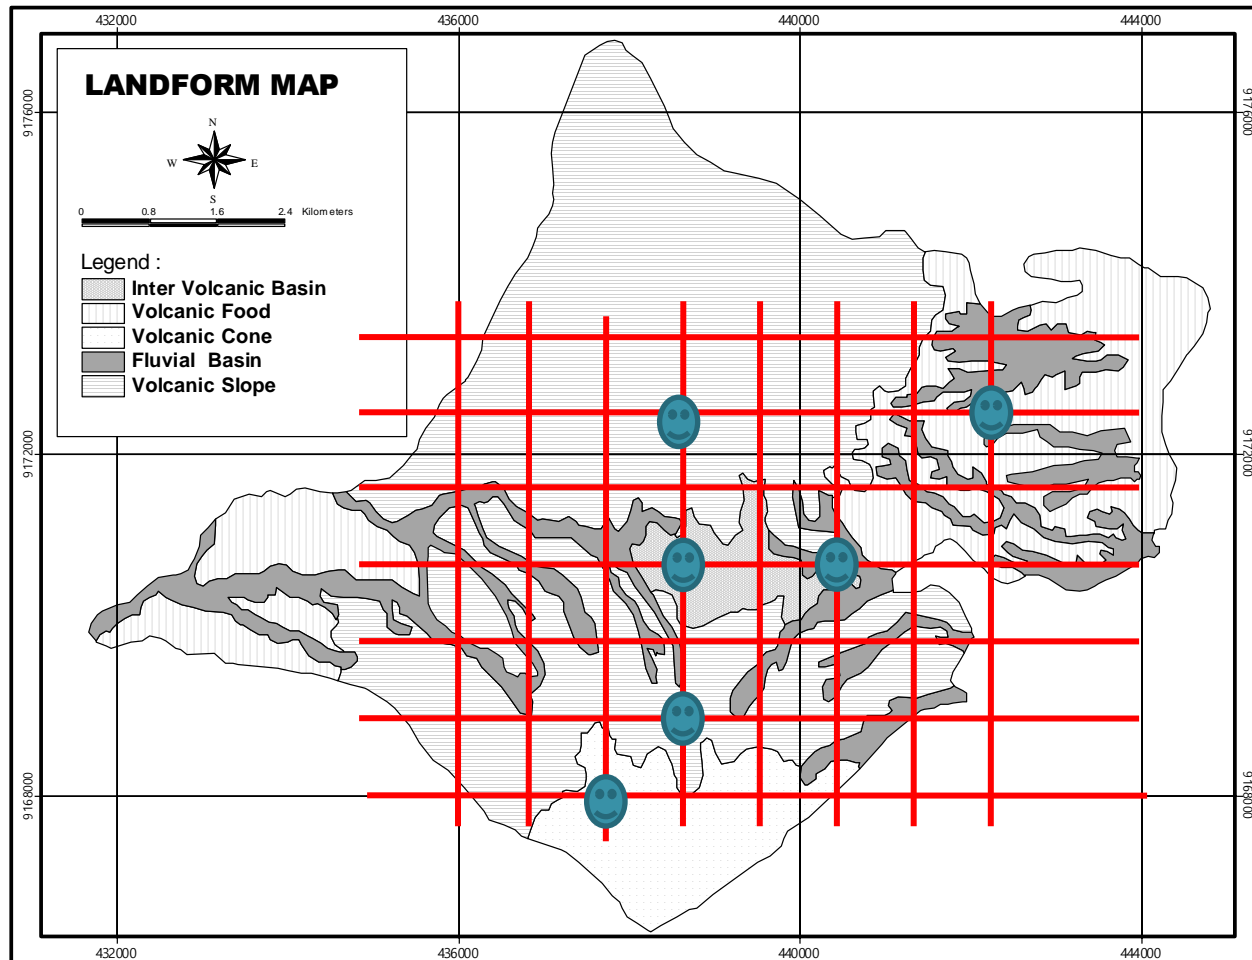 432000 436000 440000 444000
LANDFORM MAP
N
W E
S
0 0.8 1.6 2.4 Kilometers
Legend :
Inter Volcanic Basin
Volcanic Food
Volcanic Cone
Fluvial Basin
Volcanic Slope
9176000 9176000
9172000 9172000
9168000 9168000
432000 436000 440000 444000